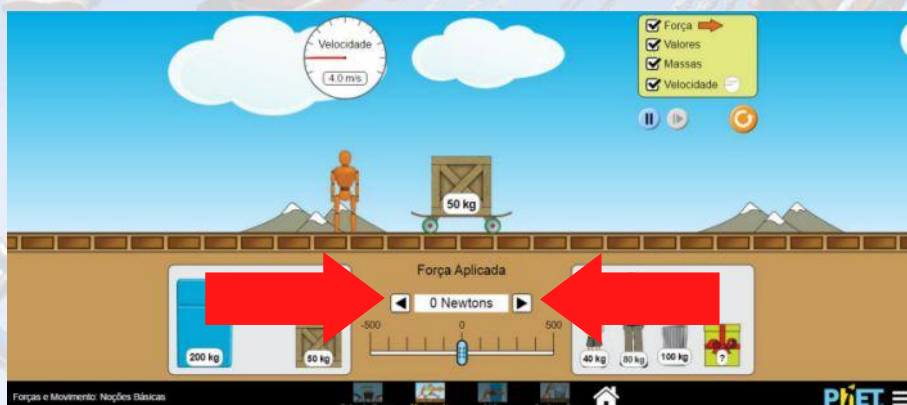 Velocidade
4.0 m/s
Força
Valores
Massas
Velocidade
50 kg
Força Aplicada
0 Newtons
-500 0 500
200 kg
50 kg
40 kg
80 kg
100 kg
?
Forças e Movimento: Noções Básicas
PhET